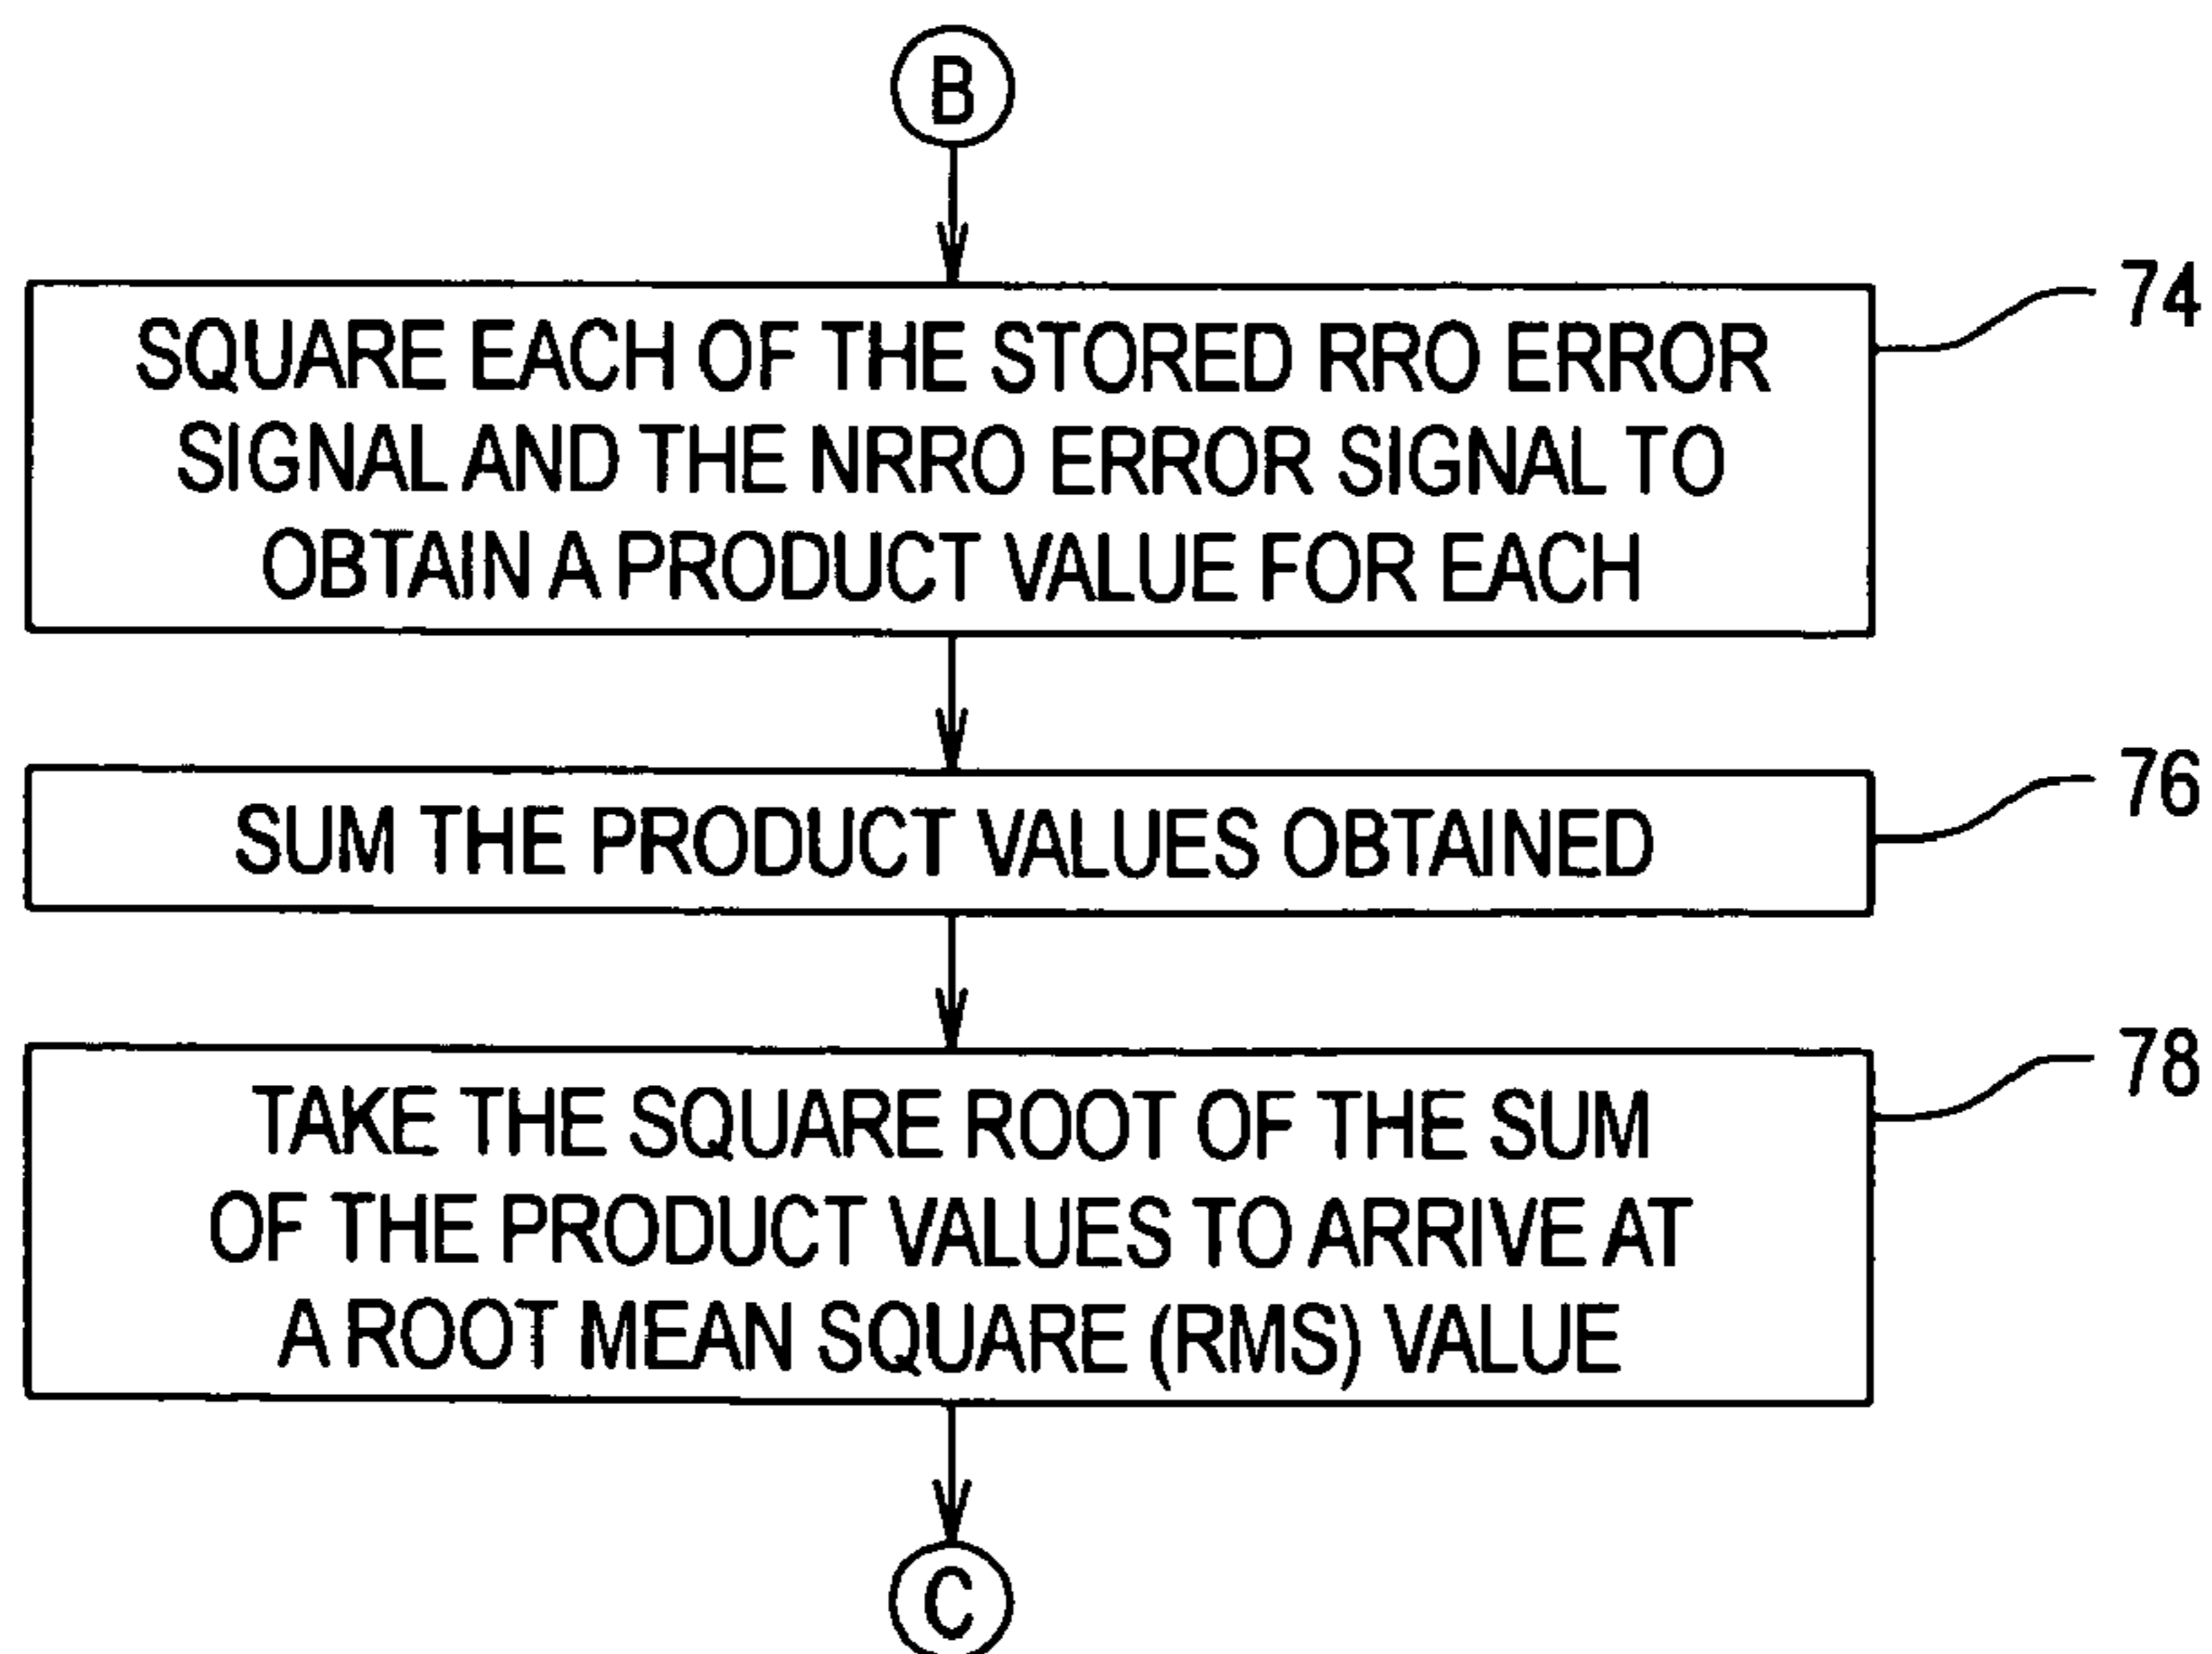 B
SQUARE EACH OF THE STORED RRO ERROR
SIGNAL AND THE NRRO ERROR SIGNAL TO
OBTAIN A PRODUCT VALUE FOR EACH
74
SUM THE PRODUCT VALUES OBTAINED
76
TAKE THE SQUARE ROOT OF THE SUM
OF THE PRODUCT VALUES TO ARRIVE AT
A ROOT MEAN SQUARE (RMS) VALUE
78
C